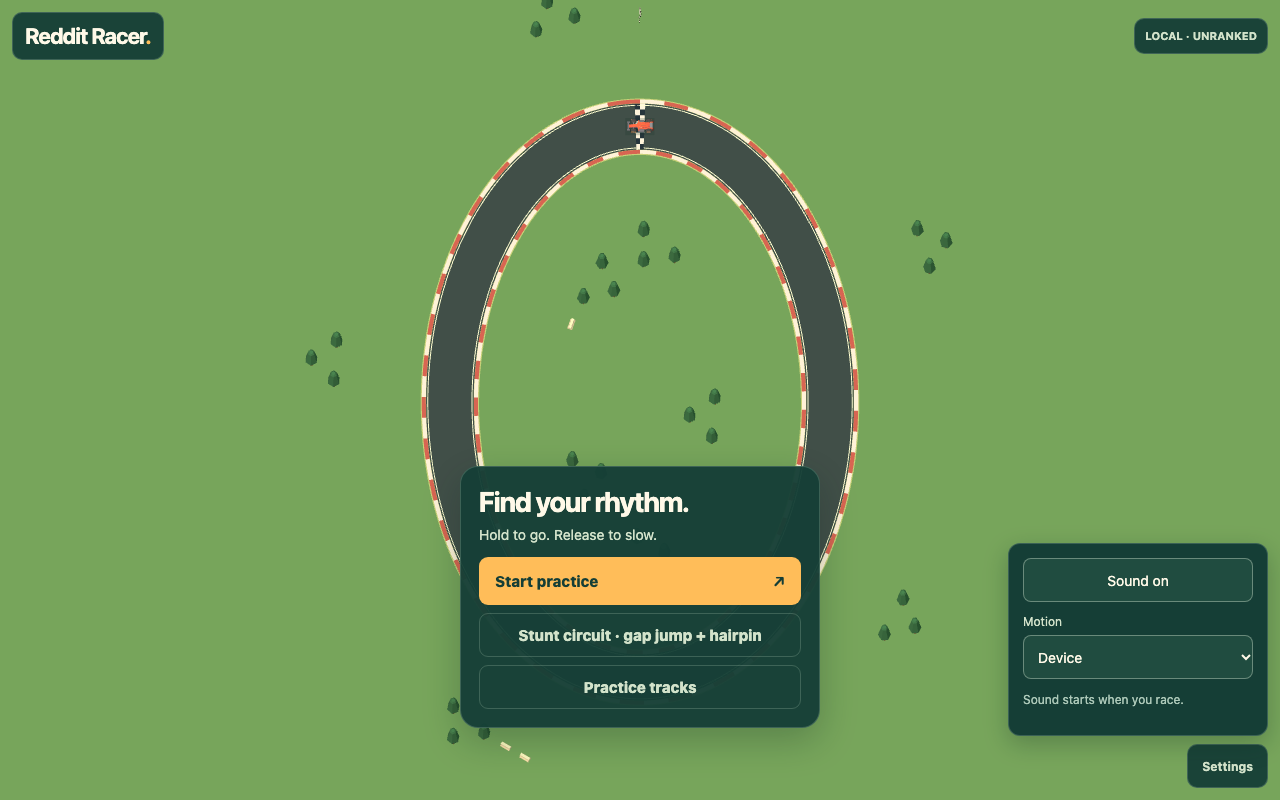 Reddit Racer.
LOCAL · UNRANKED
Find your rhythm.
Hold to go. Release to slow.
Start practice
Stunt circuit · gap jump + hairpin
Practice tracks
Sound on
Motion
Device
Sound starts when you race.
Settings